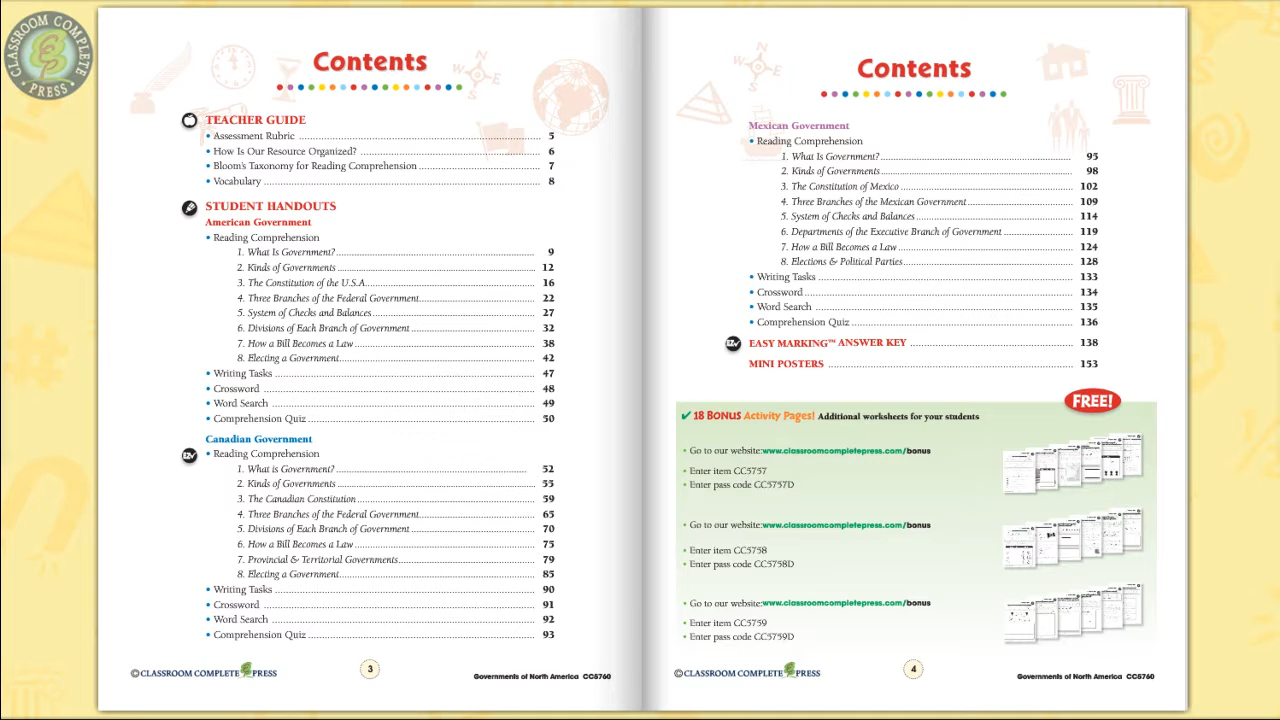 CLASSROOM COMPLETE PRESS
Contents
TEACHER GUIDE
• Assessment Rubric 5
• How Is Our Resource Organized? 6
• Bloom's Taxonomy for Reading Comprehension 7
• Vocabulary 8
STUDENT HANDOUTS
American Government
• Reading Comprehension
1. What Is Government? 9
2. Kinds of Governments 12
3. The Constitution of the U.S.A. 16
4. Three Branches of the Federal Government 22
5. System of Checks and Balances 27
6. Divisions of Each Branch of Government 32
7. How a Bill Becomes a Law 38
8. Electing a Government 42
• Writing Tasks 47
• Crossword 48
• Word Search 49
• Comprehension Quiz 50
Canadian Government
EZ✓
• Reading Comprehension
1. What is Government? 52
2. Kinds of Governments 55
3. The Canadian Constitution 59
4. Three Branches of the Federal Government 65
5. Divisions of Each Branch of Government 70
6. How a Bill Becomes a Law 75
7. Provincial & Territorial Governments 79
8. Electing a Government 85
• Writing Tasks 90
• Crossword 91
• Word Search 92
• Comprehension Quiz 93
©CLASSROOM COMPLETE PRESS
3
Governments of North America CC5760
Contents
N
E
S
W
Mexican Government
• Reading Comprehension
1. What Is Government? 95
2. Kinds of Governments 98
3. The Constitution of Mexico 102
4. Three Branches of the Mexican Government 109
5. System of Checks and Balances 114
6. Departments of the Executive Branch of Government 119
7. How a Bill Becomes a Law 124
8. Elections & Political Parties 128
• Writing Tasks 133
• Crossword 134
• Word Search 135
• Comprehension Quiz 136
EZ✓ EASY MARKING™ ANSWER KEY 138
MINI POSTERS 153
FREE!
✔ 18 BONUS Activity Pages! Additional worksheets for your students
• Go to our website:www.classroomcompletepress.com/bonus
• Enter item CC5757
• Enter pass code CC5757D
• Go to our website:www.classroomcompletepress.com/bonus
• Enter item CC5758
• Enter pass code CC5758D
• Go to our website:www.classroomcompletepress.com/bonus
• Enter item CC5759
• Enter pass code CC5759D
©CLASSROOM COMPLETE PRESS
4
Governments of North America CC5760